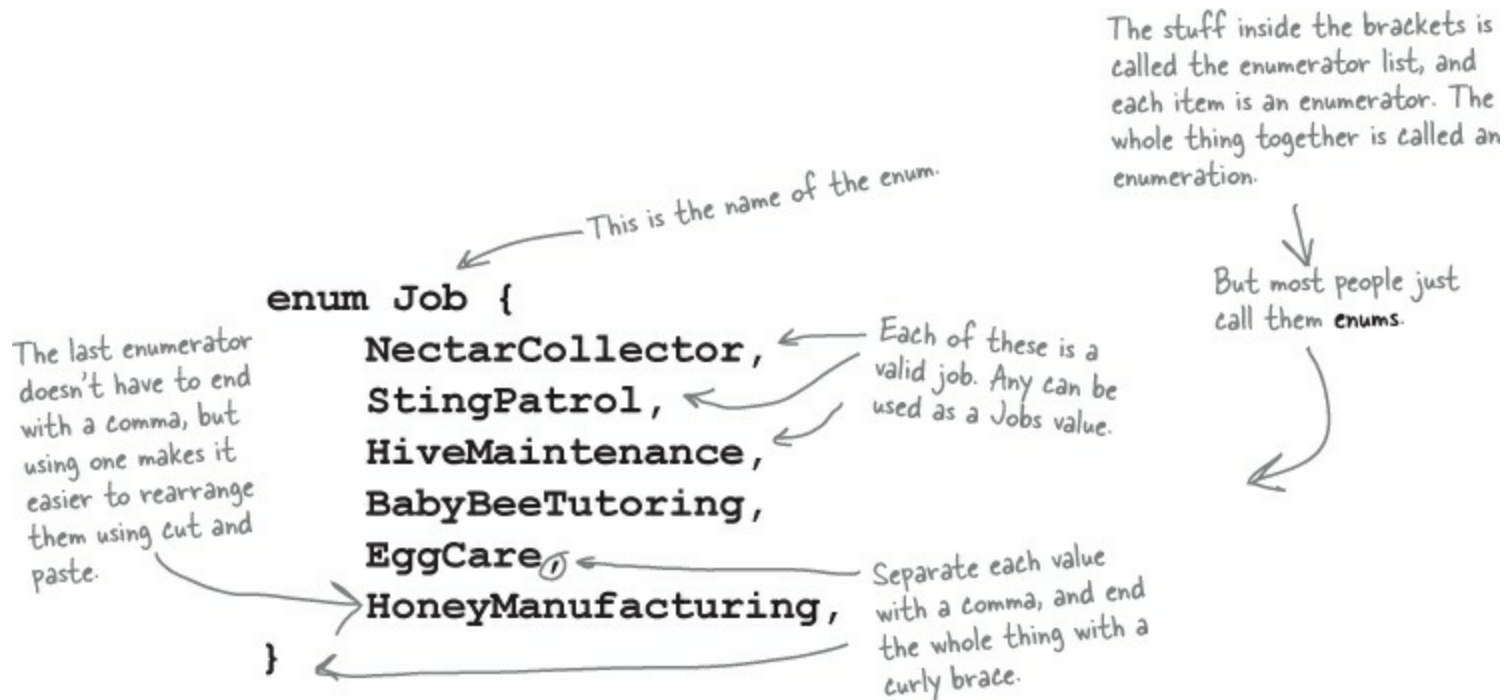 The stuff inside the brackets is
called the enumerator list, and
each item is an enumerator. The
whole thing together is called an
enumeration.
This is the name of the enum.
But most people just
call them enums.
enum Job {
NectarCollector,
StingPatrol,
HiveMaintenance,
BabyBeeTutoring,
EggCare,
HoneyManufacturing,
}
The last enumerator
doesn't have to end
with a comma, but
using one makes it
easier to rearrange
them using cut and
paste.
Each of these is a
valid job. Any can be
used as a Jobs value.
Separate each value
with a comma, and end
the whole thing with a
curly brace.